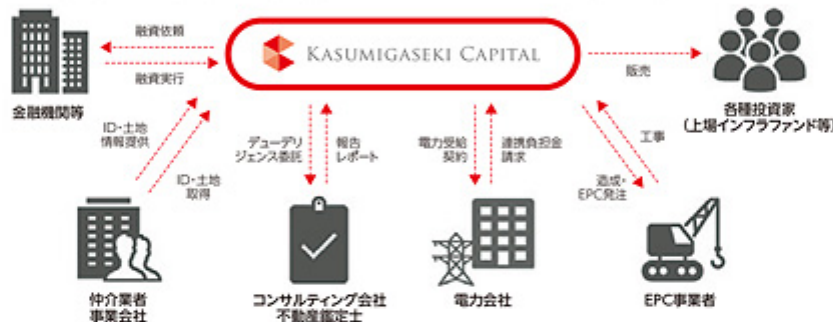 融資依頼
KASUMIGASEKI CAPITAL
融資実行
販売
金融機関等
各種投資家
(上場インフラファンド等)
ID・土地
情報提供
ID・土地
取得
デューデリ
ジェンス委託
報告
レポート
電力受給
契約
連携負担金
請求
工事
造成・
EPC発注
仲介業者
事業会社
コンサルティング会社
不動産鑑定士
電力会社
EPC事業者